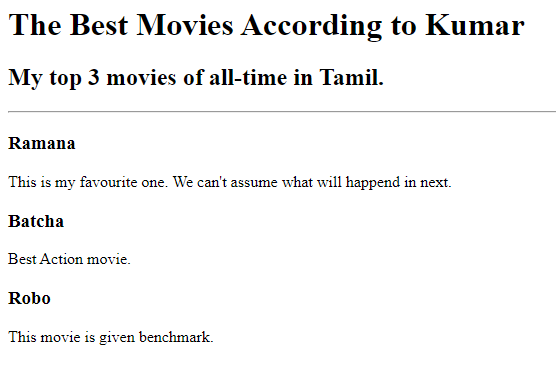 The Best Movies According to Kumar
My top 3 movies of all-time in Tamil.
Ramana
This is my favourite one. We can't assume what will happend in next.
Batcha
Best Action movie.
Robo
This movie is given benchmark.